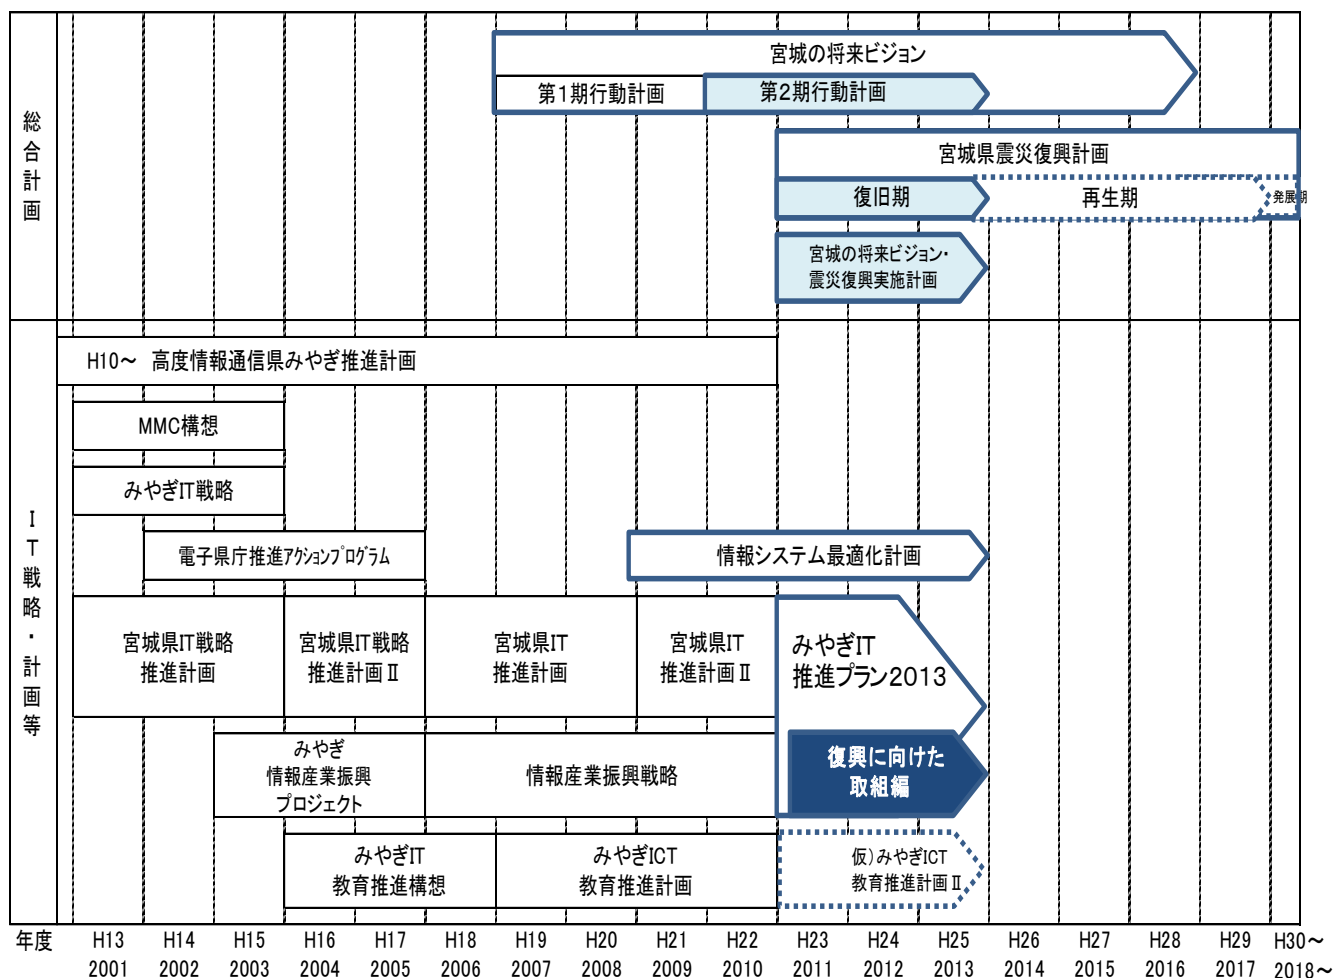 総合計画
宮城の将来ビジョン
第1期行動計画
第2期行動計画
宮城県震災復興計画
復旧期
再生期
発展期
宮城の将来ビジョン・
震災復興実施計画
IT戦略・計画等
H10～ 高度情報通信県みやぎ推進計画
MMC構想
みやぎIT戦略
電子県庁推進アクションプログラム
情報システム最適化計画
宮城県IT戦略
推進計画
宮城県IT戦略
推進計画Ⅱ
宮城県IT
推進計画
宮城県IT
推進計画Ⅱ
みやぎIT
推進プラン2013
みやぎ
情報産業振興
プロジェクト
情報産業振興戦略
復興に向けた
取組編
みやぎIT
教育推進構想
みやぎICT
教育推進計画
仮)みやぎICT
教育推進計画Ⅱ
年度 H13 H14 H15 H16 H17 H18 H19 H20 H21 H22 H23 H24 H25 H26 H27 H28 H29 H30～
2001 2002 2003 2004 2005 2006 2007 2008 2009 2010 2011 2012 2013 2014 2015 2016 2017 2018～